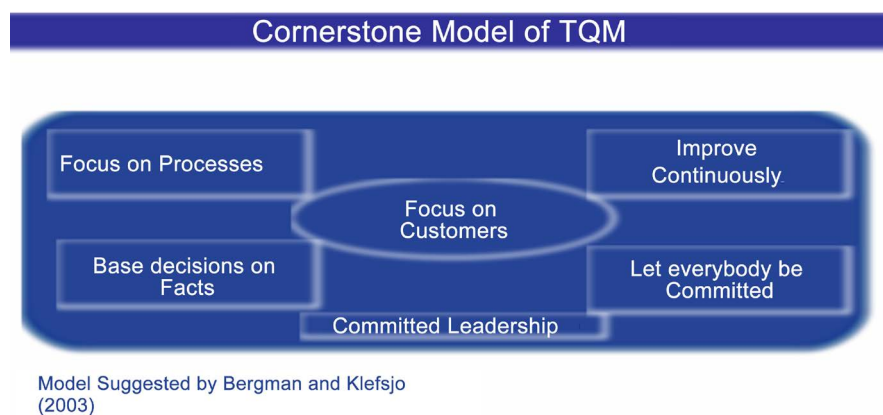 Cornerstone Model of TQM
Focus on Processes
Improve
Continuously
Focus on
Customers
Base decisions on
Facts
Let everybody be
Committed
Committed Leadership
Model Suggested by Bergman and Klefsjo
(2003)